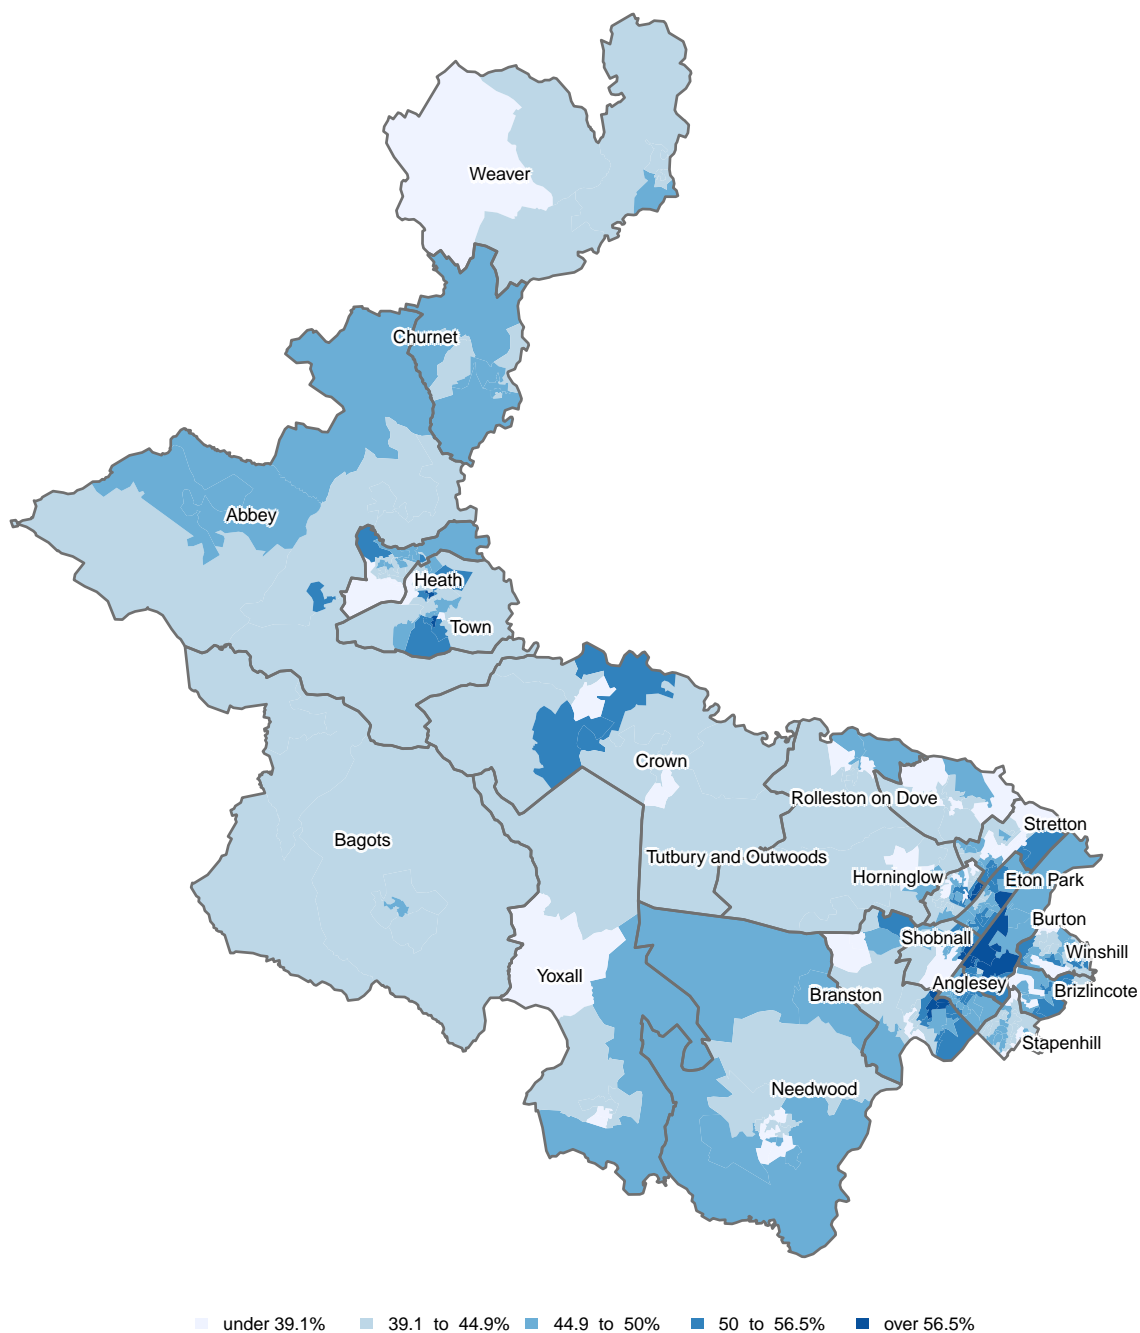 Weaver
Churnet
Abbey
Heath
Town
Crown
Rolleston on Dove
Stretton
Bagots
Tutbury and Outwoods
Horninglow
Eton Park
Burton
Shobnall
Winshill
Yoxall
Anglesey
Brizlincote
Branston
Stapenhill
Needwood
under 39.1%
39.1 to 44.9%
44.9 to 50%
50 to 56.5%
over 56.5%